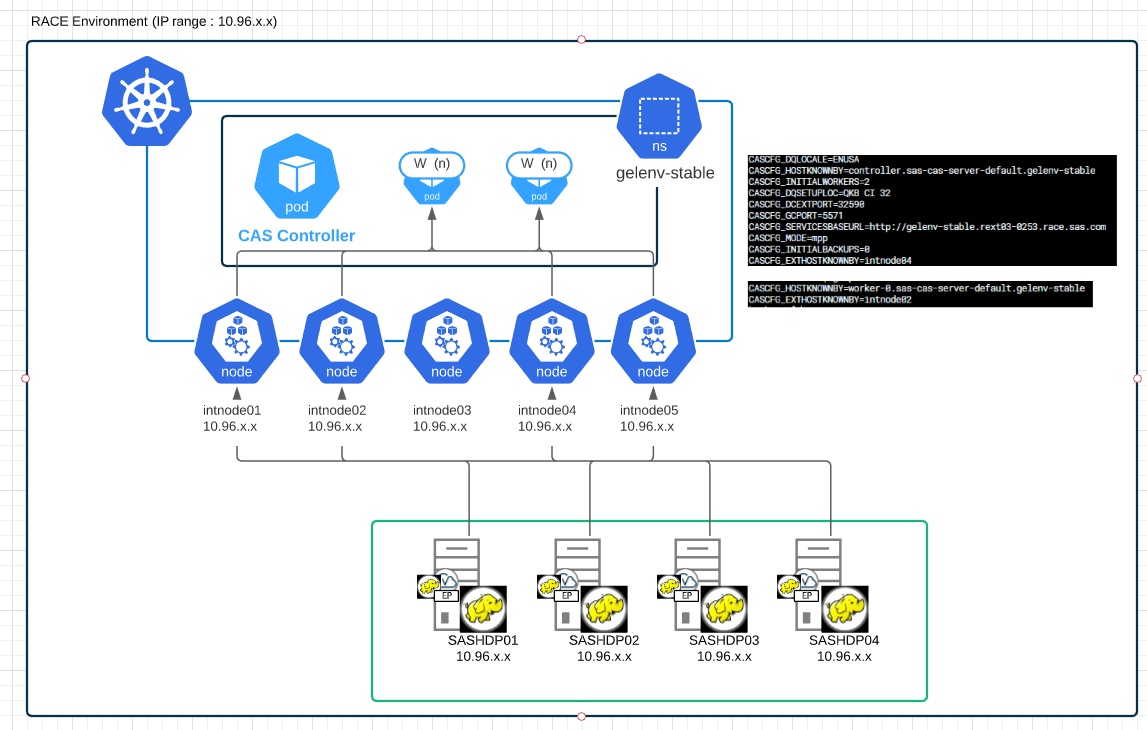 RACE Environment (IP range : 10.96.x.x)
pod
CAS Controller
W (n)
pod
W (n)
pod
ns
gelenv-stable
CASCFG_DQLOCALE=ENUSA
CASCFG_HOSTKNOWNBY=controller.sas-cas-server-default.gelenv-stable
CASCFG_INITIALWORKERS=2
CASCFG_DQSETUPLOC=QKB CI 32
CASCFG_DCEXTPORT=32590
CASCFG_GCPORT=5571
CASCFG_SERVICESBASEURL=http://gelenv-stable.rext03-0253.race.sas.com
CASCFG_MODE=mpp
CASCFG_INITIALBACKUPS=0
CASCFG_EXTHOSTKNOWNBY=intnode04
CASCFG_HOSTKNOWNBY=worker-0.sas-cas-server-default.gelenv-stable
CASCFG_EXTHOSTKNOWNBY=intnode02
node
node
node
node
node
intnode01
10.96.x.x
intnode02
10.96.x.x
intnode03
10.96.x.x
intnode04
10.96.x.x
intnode05
10.96.x.x
EP
EP
EP
EP
SASHDP01
10.96.x.x
SASHDP02
10.96.x.x
SASHDP03
10.96.x.x
SASHDP04
10.96.x.x